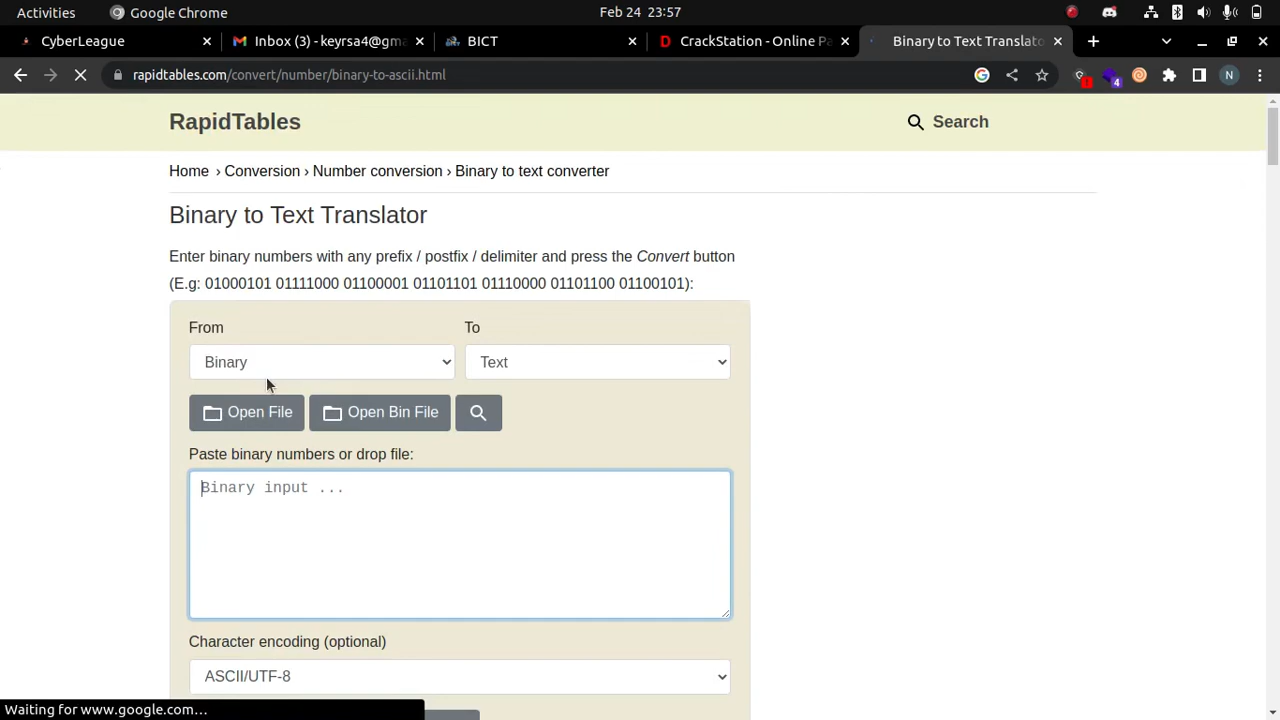 Activities
Google Chrome
Feb 24 23:57
CyberLeague
Inbox (3) - keyrsa4@gma
BICT
CrackStation - Online Pa
Binary to Text Translato
rapidtables.com/convert/number/binary-to-ascii.html
4
N
RapidTables
Search
Home › Conversion › Number conversion › Binary to text converter
Binary to Text Translator
Enter binary numbers with any prefix / postfix / delimiter and press the Convert button
(E.g: 01000101 01111000 01100001 01101101 01110000 01101100 01100101):
From
To
Binary
Text
Open File
Open Bin File
Paste binary numbers or drop file:
Binary input ...
Character encoding (optional)
ASCII/UTF-8
Waiting for www.google.com...